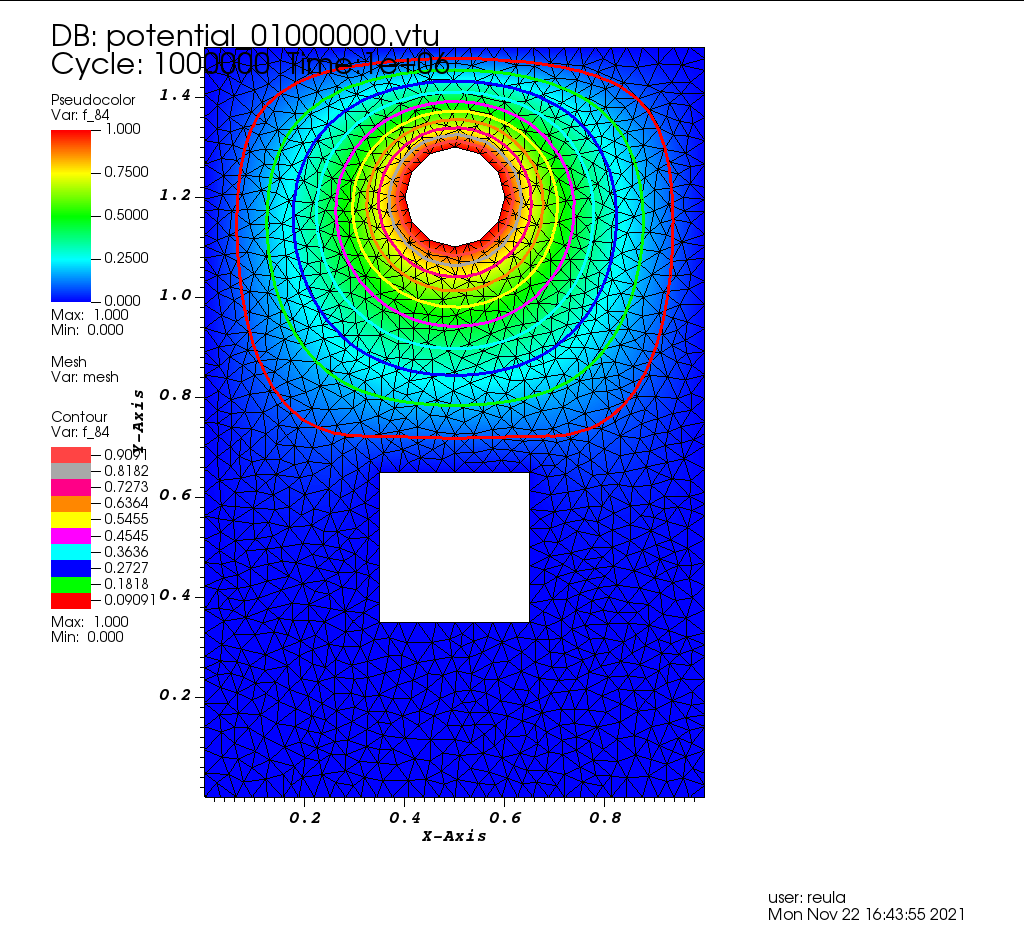 DB: potential_01000000.vtu
Cycle: 1000000 Time:1e+06
Pseudocolor
Var: f_84
1.000
0.7500
0.5000
0.2500
0.000
Max: 1.000
Min: 0.000
Mesh
Var: mesh
Contour
Var: f_84
0.9091
0.8182
0.7273
0.6364
0.5455
0.4545
0.3636
0.2727
0.1818
0.09091
Max: 1.000
Min: 0.000
Y-Axis
1.4
1.2
1.0
0.8
0.6
0.4
0.2
0.2 0.4 0.6 0.8
X-Axis
user: reula
Mon Nov 22 16:43:55 2021